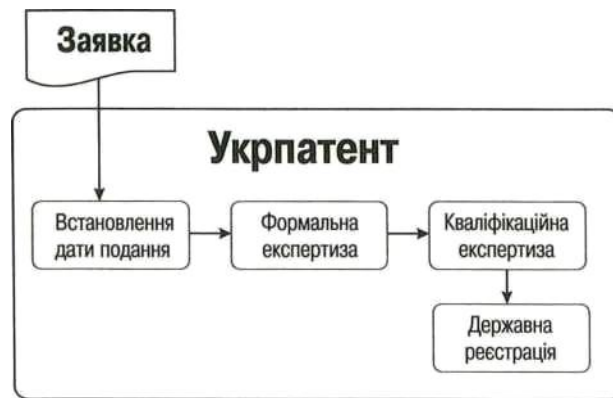 Заявка
Укрпатент
Встановлення
дати подання
Формальна
експертиза
Кваліфікаційна
експертиза
Державна
реєстрація